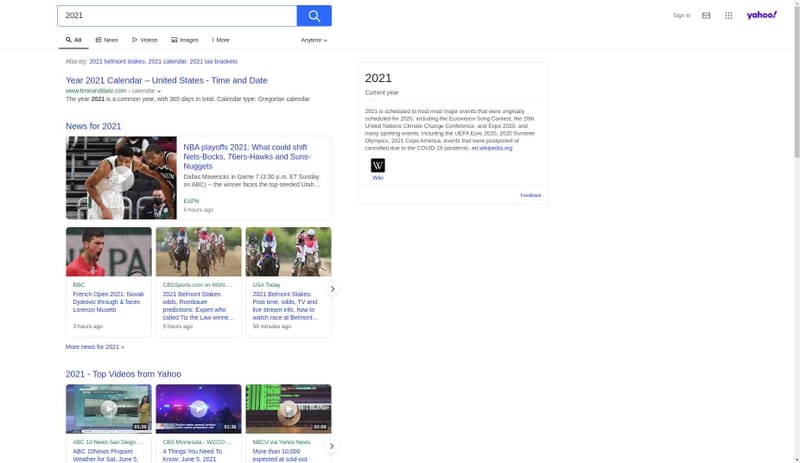 2021
Sign In
yahoo!
All
News
Videos
Images
More
Anytime
Also try: 2021 belmont stakes, 2021 calendar, 2021 tax brackets
Year 2021 Calendar – United States - Time and Date
www.timeanddate.com › calendar
The year 2021 is a common year, with 365 days in total. Calendar type: Gregorian calendar
News for 2021
NBA playoffs 2021: What could shift
Nets-Bucks, 76ers-Hawks and Suns-
Nuggets
Dallas Mavericks in Game 7 (3:30 p.m. ET Sunday
on ABC) -- the winner faces the top-seeded Utah…
ESPN
9 hours ago
BBC
French Open 2021: Novak
Djokovic through & faces
Lorenzo Musetti
3 hours ago
CBSSports.com on MSN…
2021 Belmont Stakes
odds, Rombauer
predictions: Expert who
called Tiz the Law winne…
5 hours ago
USA Today
2021 Belmont Stakes:
Post time, odds, TV and
live stream info, how to
watch race at Belmont…
58 minutes ago
More news for 2021 »
2021 - Top Videos from Yahoo
01:36
ABC 10 News San Diego …
ABC 10News Pinpoint
Weather for Sat. June 5,
01:35
CBS Minnesota - WCCO …
4 Things You Need To
Know: June 5, 2021
02:09
NBCU via Yahoo News
More than 10,000
expected at sold-out
2021
Current year
2021 is scheduled to host most major events that were originally
scheduled for 2020, including the Eurovision Song Contest, the 26th
United Nations Climate Change Conference, and Expo 2020, and
many sporting events, including the UEFA Euro 2020, 2020 Summer
Olympics, 2021 Copa América, events that were postponed or
cancelled due to the COVID-19 pandemic. en.wikipedia.org
W
Wiki
Feedback